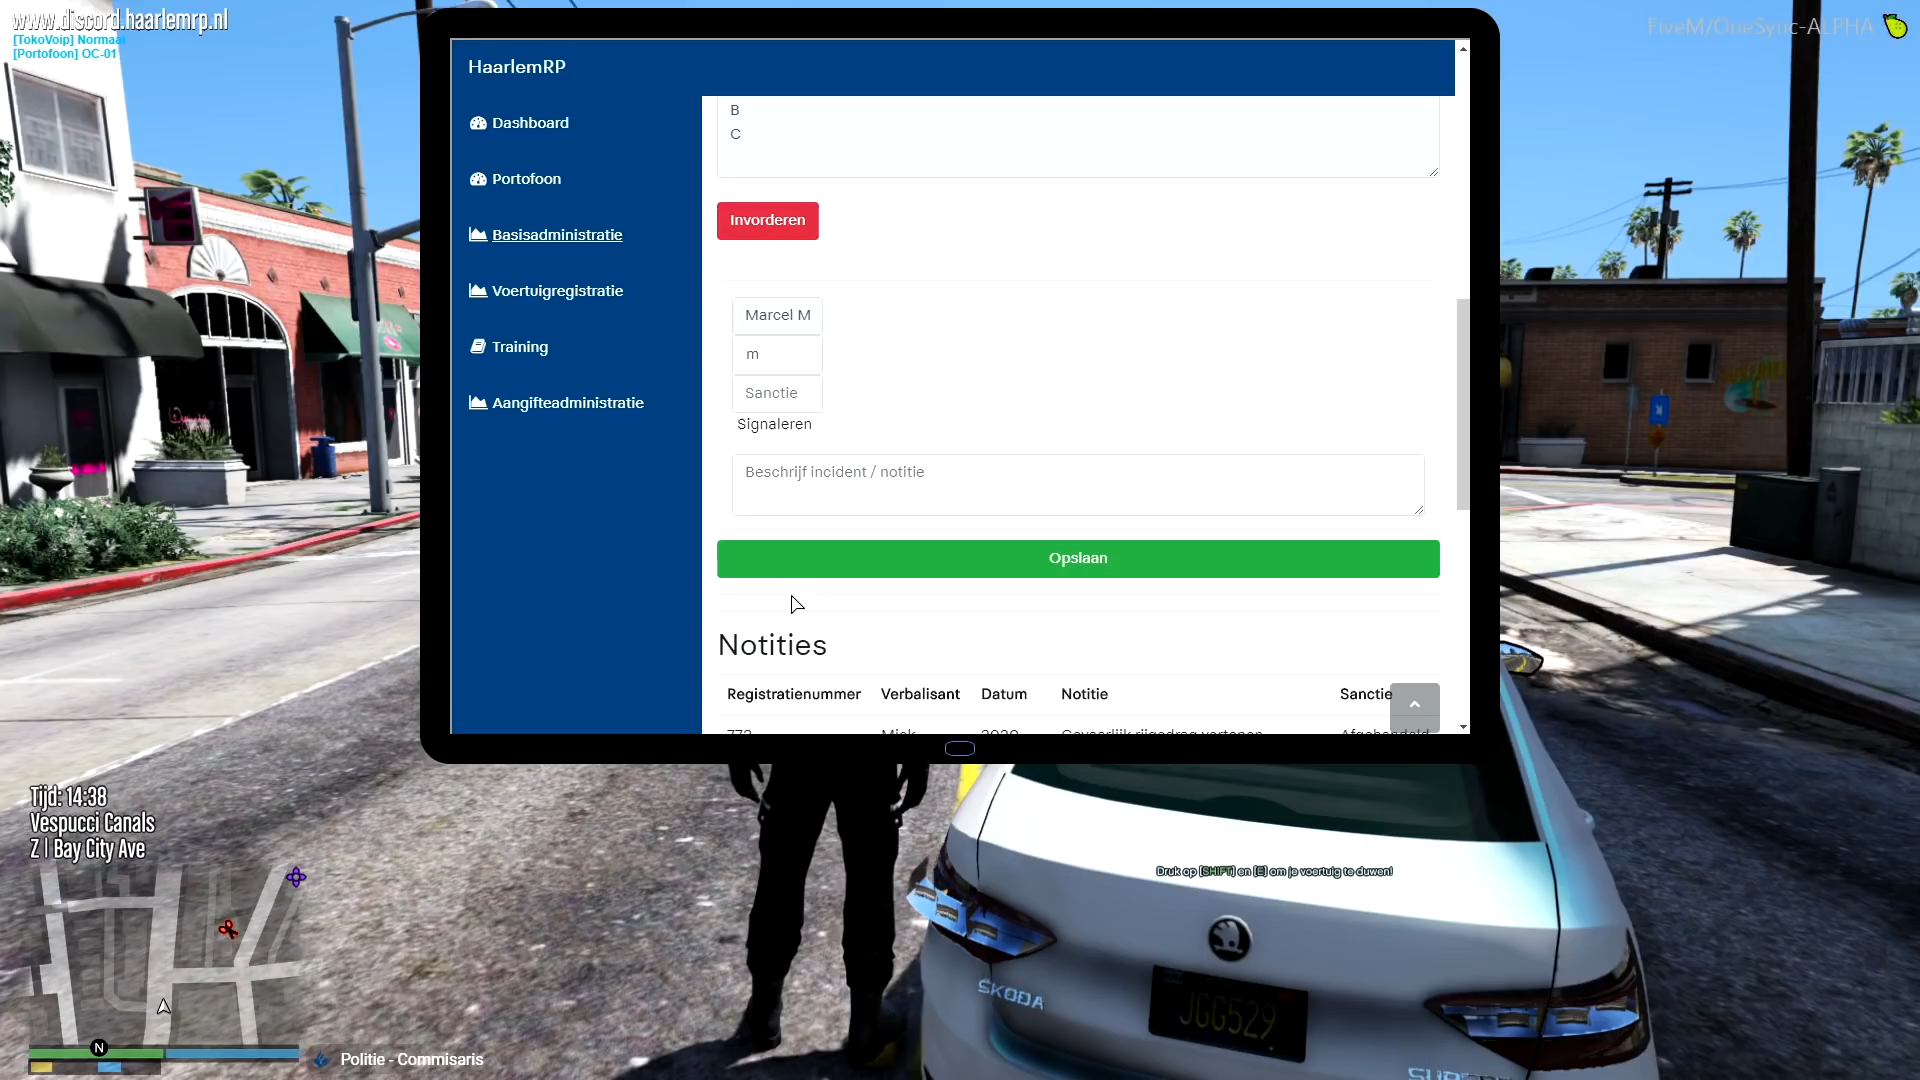 www.discord.haarlemrp.nl
[TokoVoip] Normaal
[Portofoon] OC-01
FiveM/OneSync-ALPHA
HaarlemRP
Dashboard
Portofoon
Basisadministratie
Voertuigregistratie
Training
Aangifteadministratie
B
C
Invorderen
Marcel M
m
Sanctie
Signaleren
Beschrijf incident / notitie
Opslaan
Notities
Registratienummer Verbalisant Datum Notitie Sanctie
Tijd: 14:38
Vespucci Canals
Z | Bay City Ave
N
Politie - Commisaris
Druk op [SHIFT] en [E] om je voertuig te duwen!
SKODA
JGG529